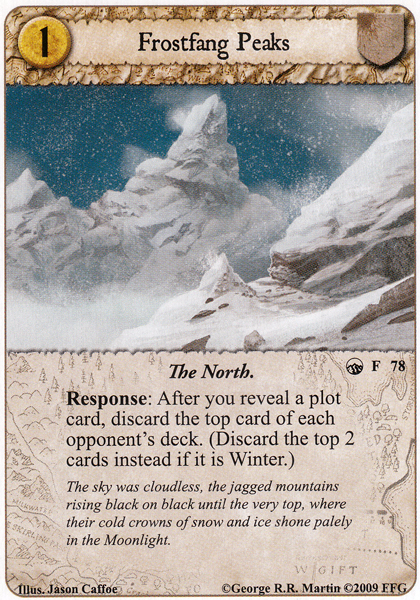 1
Frostfang Peaks
The North.
F 78
Response: After you reveal a plot
card, discard the top card of each
opponent's deck. (Discard the top 2
cards instead if it is Winter.)
The sky was cloudless, the jagged mountains
rising black on black until the very top, where
their cold crowns of snow and ice shone palely
in the Moonlight.
W GIFT
Illus. Jason Caffoe ©George R.R. Martin ©2009 FFG